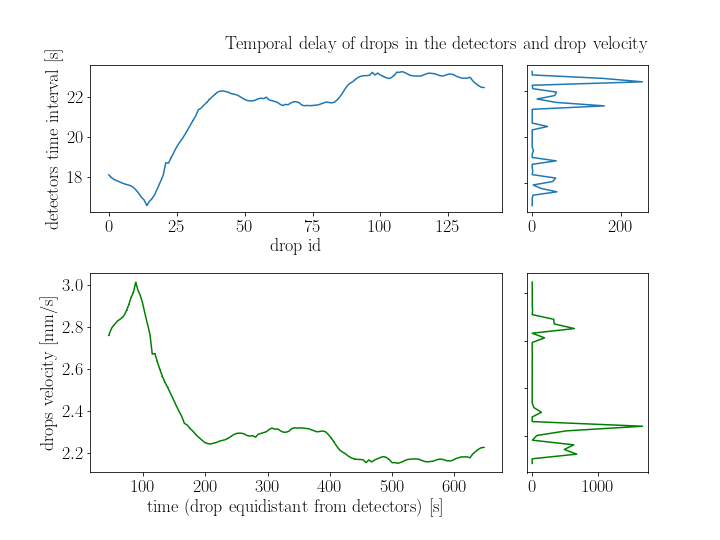 Temporal delay of drops in the detectors and drop velocity
detectors time interval [s]
22
20
18
0 25 50 75 100 125
drop id
0 200
drops velocity [mm/s]
3.0
2.8
2.6
2.4
2.2
100 200 300 400 500 600
time (drop equidistant from detectors) [s]
0 1000